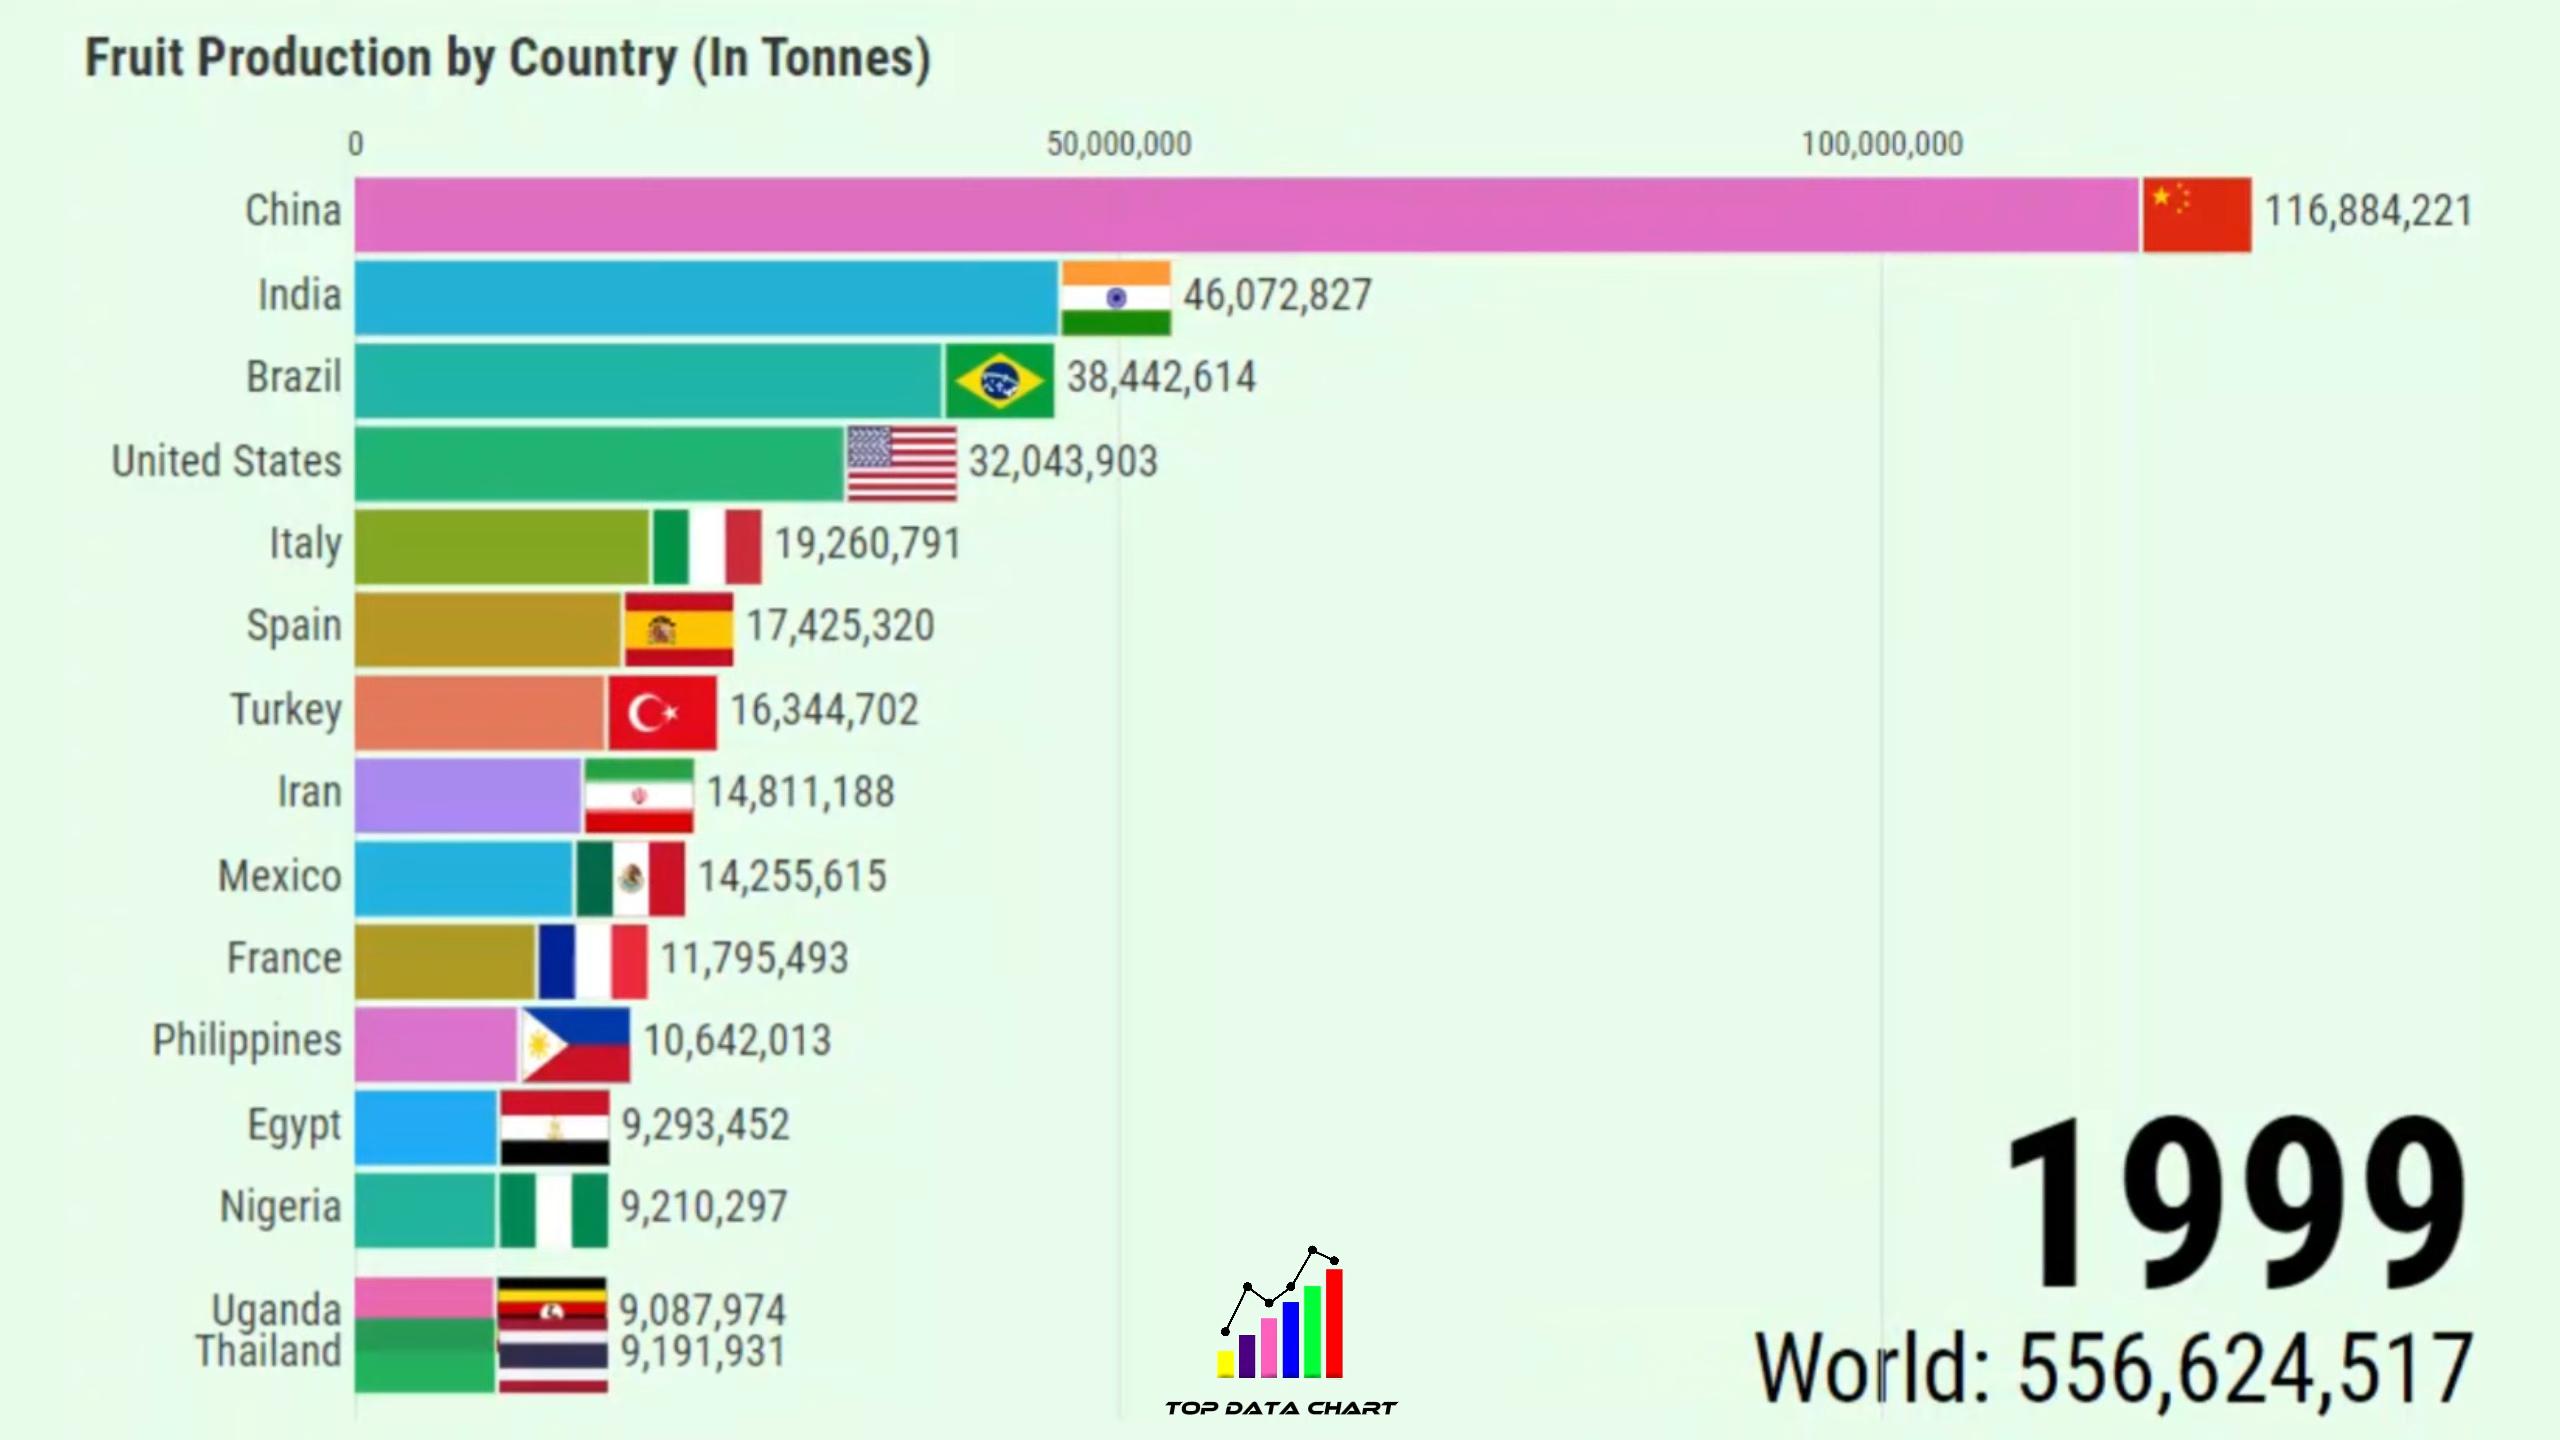 Fruit Production by Country (In Tonnes)
0 50,000,000 100,000,000
China 116,884,221
India 46,072,827
Brazil 38,442,614
United States 32,043,903
Italy 19,260,791
Spain 17,425,320
Turkey 16,344,702
Iran 14,811,188
Mexico 14,255,615
France 11,795,493
Philippines 10,642,013
Egypt 9,293,452
Nigeria 9,210,297
Uganda 9,087,974
Thailand 9,191,931
1999
World: 556,624,517
TOP DATA CHART